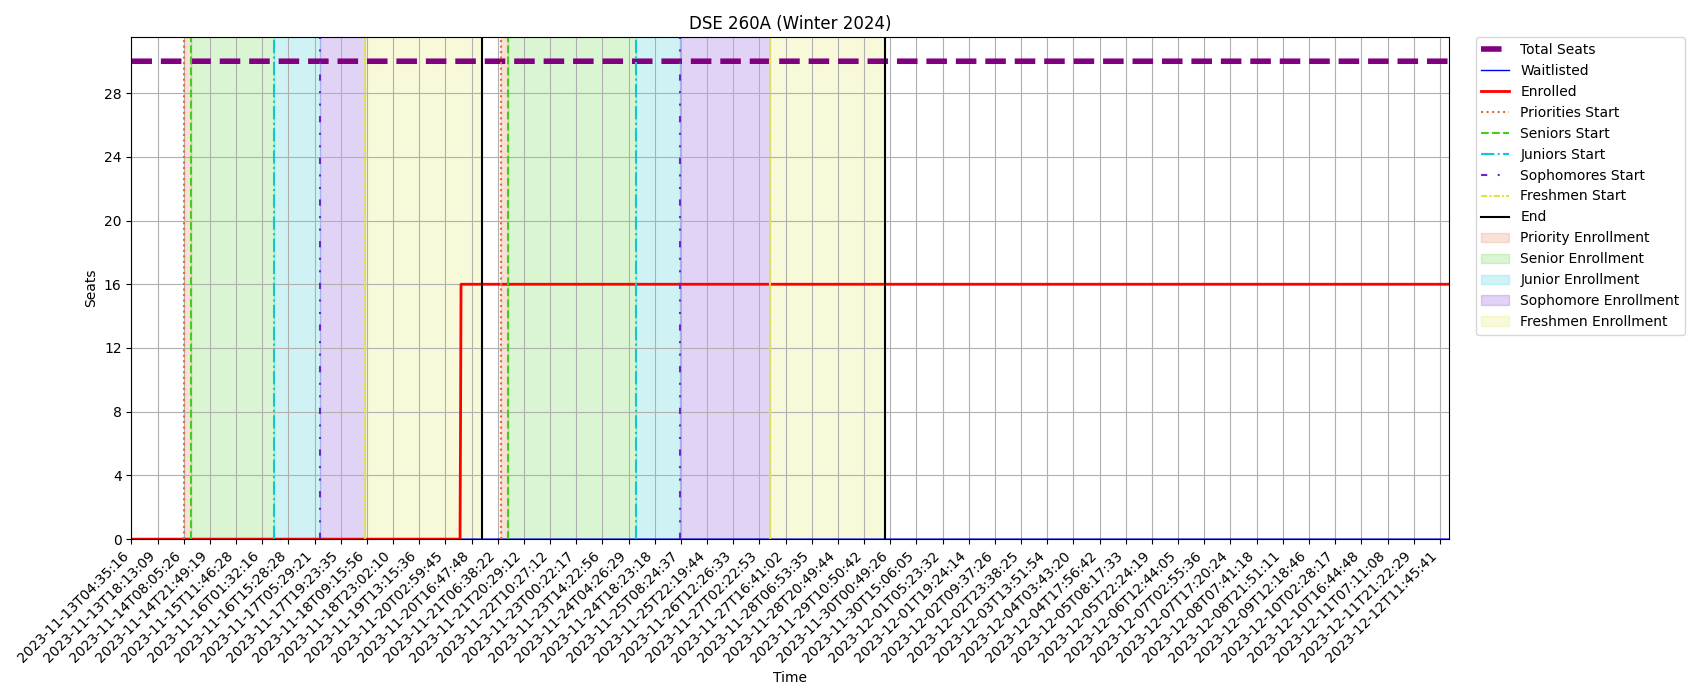 DSE 260A (Winter 2024)
Seats
28
24
20
16
12
8
4
0
2023-11-13T04:35:16
2023-11-13T18:13:09
2023-11-14T08:05:26
2023-11-14T21:49:19
2023-11-15T11:46:28
2023-11-16T01:32:16
2023-11-16T15:28:28
2023-11-17T05:29:21
2023-11-17T19:23:35
2023-11-18T09:15:56
2023-11-18T23:02:10
2023-11-19T13:15:36
2023-11-20T02:59:45
2023-11-20T16:47:48
2023-11-21T06:38:22
2023-11-21T20:29:12
2023-11-22T10:27:12
2023-11-23T00:22:17
2023-11-23T14:22:56
2023-11-24T04:26:29
2023-11-24T18:23:18
2023-11-25T08:24:37
2023-11-25T22:19:44
2023-11-26T12:26:33
2023-11-27T02:22:53
2023-11-27T16:41:02
2023-11-28T06:53:35
2023-11-28T20:49:44
2023-11-29T10:50:42
2023-11-30T00:49:26
2023-11-30T15:06:05
2023-12-01T05:23:32
2023-12-01T19:24:14
2023-12-02T09:37:26
2023-12-02T23:38:25
2023-12-03T13:51:54
2023-12-04T03:43:20
2023-12-04T17:56:42
2023-12-05T08:17:33
2023-12-05T22:24:19
2023-12-06T12:44:05
2023-12-07T02:55:36
2023-12-07T17:20:24
2023-12-08T07:41:18
2023-12-08T21:51:11
2023-12-09T12:18:46
2023-12-10T02:28:17
2023-12-10T16:44:48
2023-12-11T07:11:08
2023-12-11T21:22:29
2023-12-12T11:45:41
Time
Total Seats
Waitlisted
Enrolled
Priorities Start
Seniors Start
Juniors Start
Sophomores Start
Freshmen Start
End
Priority Enrollment
Senior Enrollment
Junior Enrollment
Sophomore Enrollment
Freshmen Enrollment